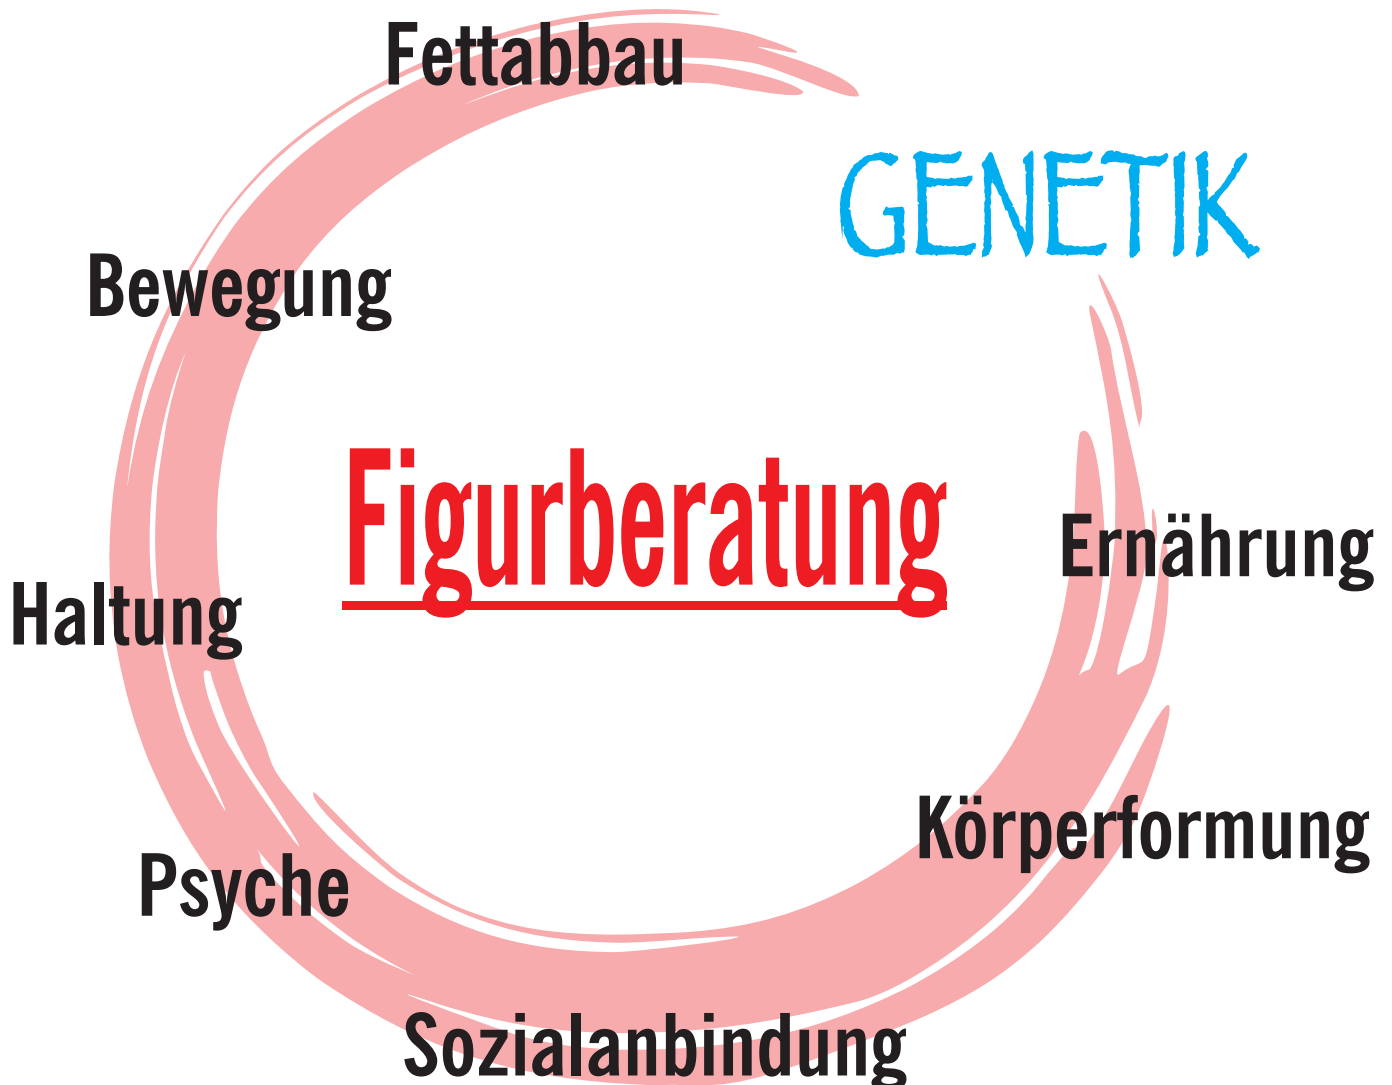 Fettabbau
GENETIK
Bewegung
Figurberatung
Ernährung
Haltung
Körperformung
Psyche
Sozialanbindung